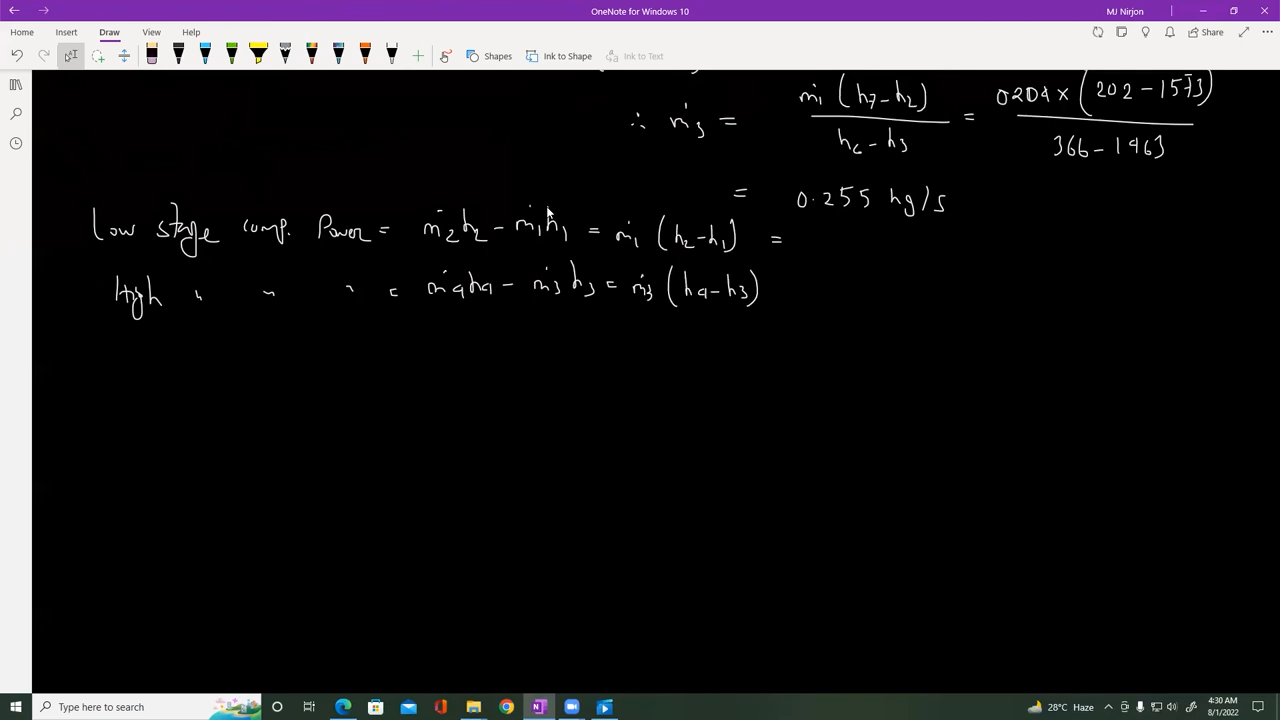 OneNote for Windows 10
MJ Nirjon
Home Insert Draw View Help
Share
Shapes Ink to Shape Ink to Text
∴ ṁ3 = ṁ1 (h7 - h2) / h6 - h3 = 0.204 × (202 - 1573) / 366 - 1463
= 0.255 kg/s
Low stage comp. Power = ṁ2h2 - ṁ1h1 = ṁ1 (h2 - h1) =
High " " " = ṁ4h4 - ṁ3h3 = ṁ3 (h4 - h3)
Type here to search
28°C Haze
4:30 AM
8/1/2022